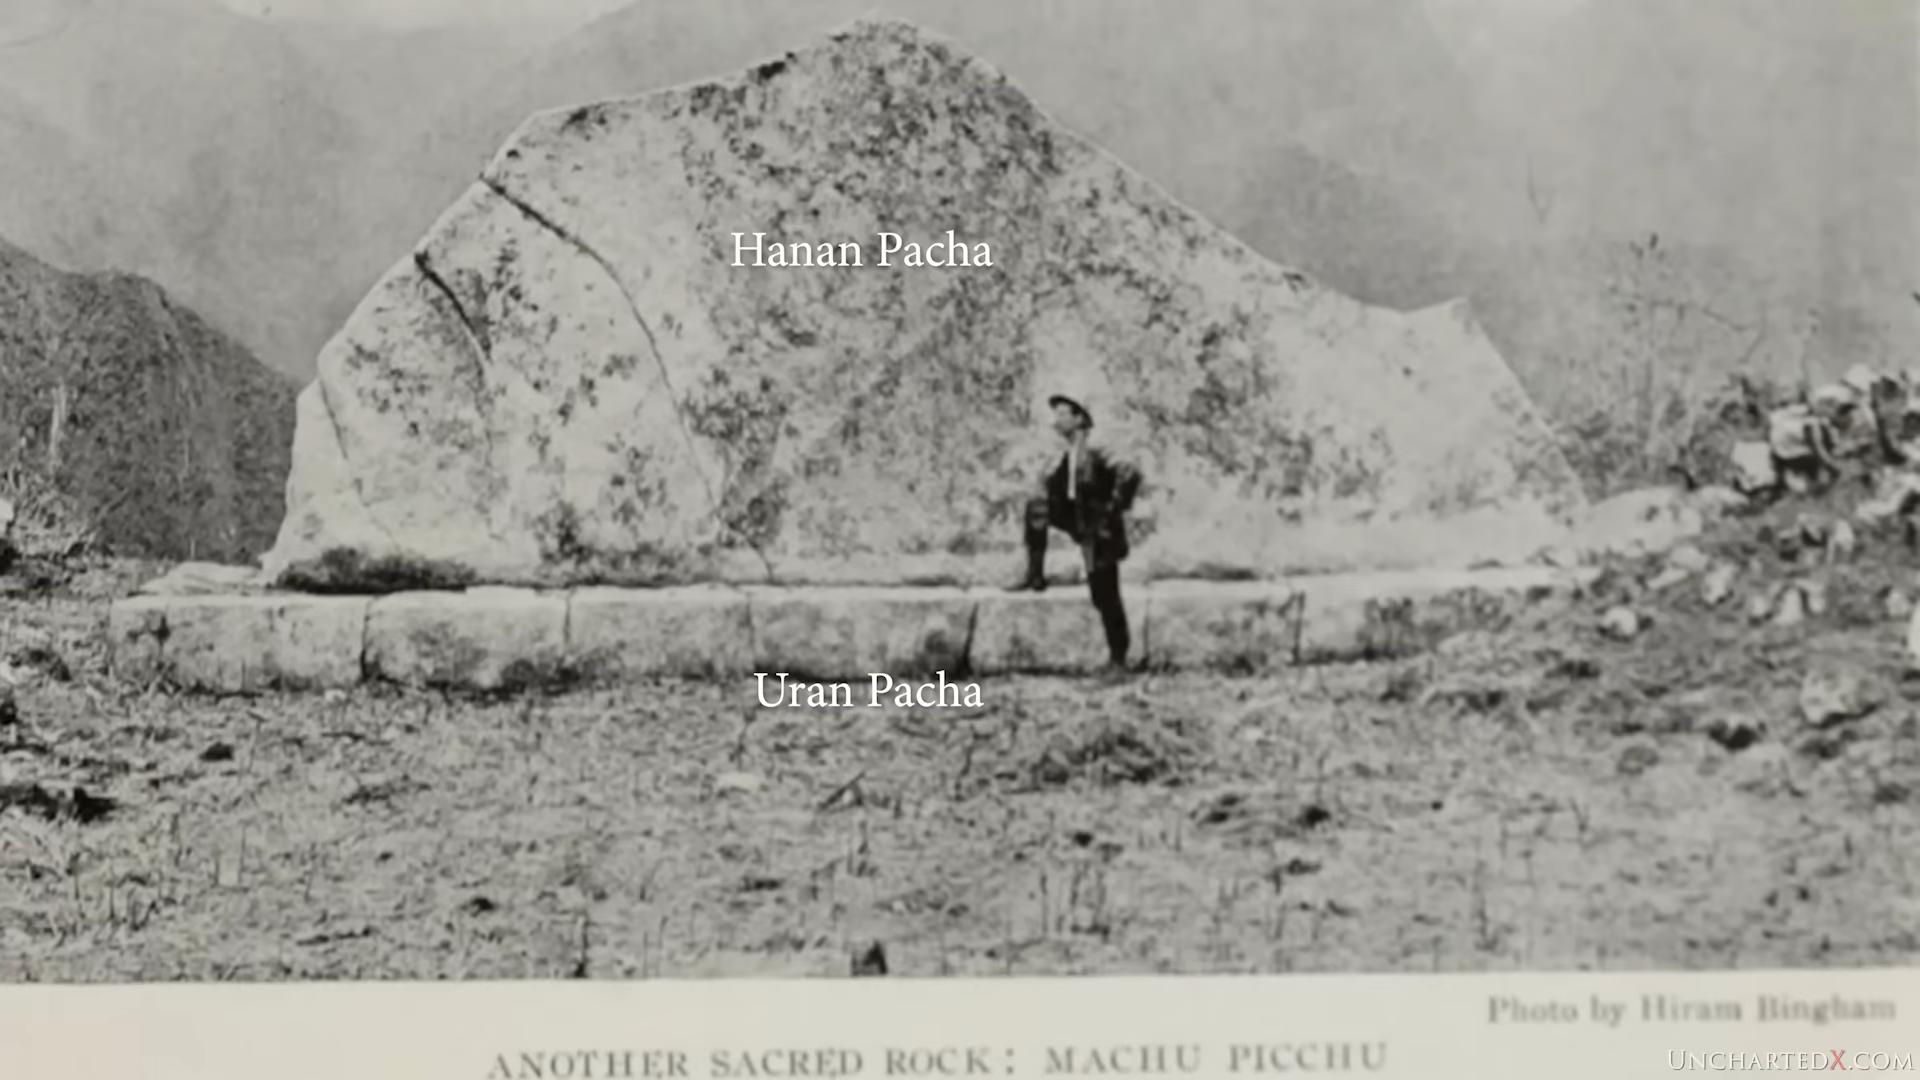 Hanan Pacha
Uran Pacha
Photo by Hiram Bingham
ANOTHER SACRED ROCK: MACHU PICCHU
UNCHARTEDX.COM